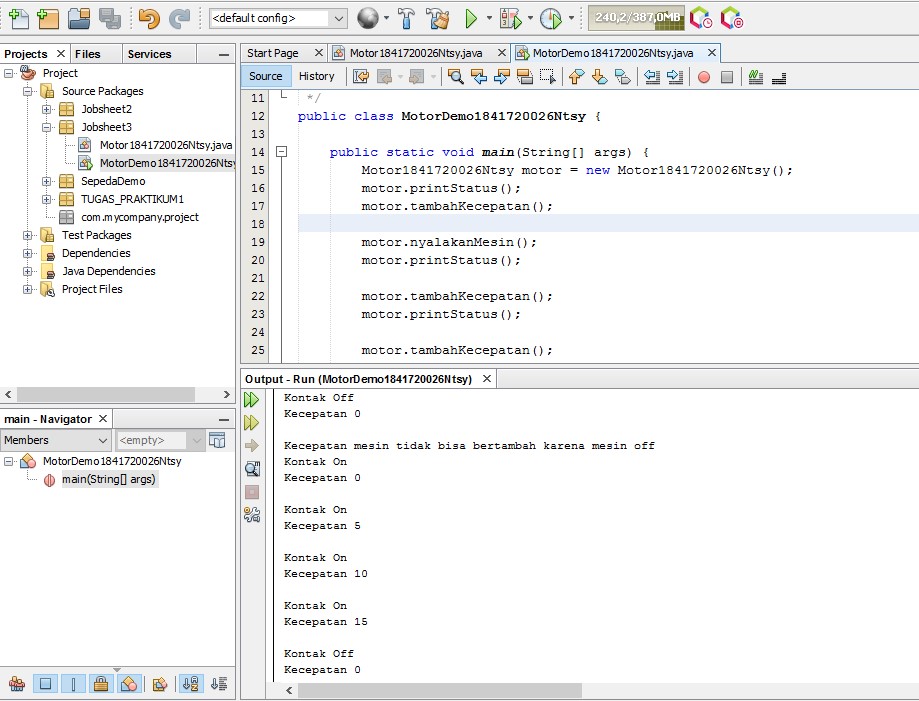 <default config>
240,2/387,0MB
Projects
Files
Services
Project
Source Packages
Jobsheet2
Jobsheet3
Motor1841720026Ntsy.java
MotorDemo1841720026Ntsy
SepedaDemo
TUGAS_PRAKTIKUM1
com.mycompany.project
Test Packages
Dependencies
Java Dependencies
Project Files
main - Navigator
Members
<empty>
MotorDemo1841720026Ntsy
main(String[] args)
Start Page
Motor1841720026Ntsy.java
MotorDemo1841720026Ntsy.java
Source
History
11 */
12 public class MotorDemo1841720026Ntsy {
13
14 public static void main(String[] args) {
15 Motor1841720026Ntsy motor = new Motor1841720026Ntsy();
16 motor.printStatus();
17 motor.tambahKecepatan();
18
19 motor.nyalakanMesin();
20 motor.printStatus();
21
22 motor.tambahKecepatan();
23 motor.printStatus();
24
25 motor.tambahKecepatan();
Output - Run (MotorDemo1841720026Ntsy)
Kontak Off
Kecepatan 0
Kecepatan mesin tidak bisa bertambah karena mesin off
Kontak On
Kecepatan 0
Kontak On
Kecepatan 5
Kontak On
Kecepatan 10
Kontak On
Kecepatan 15
Kontak Off
Kecepatan 0